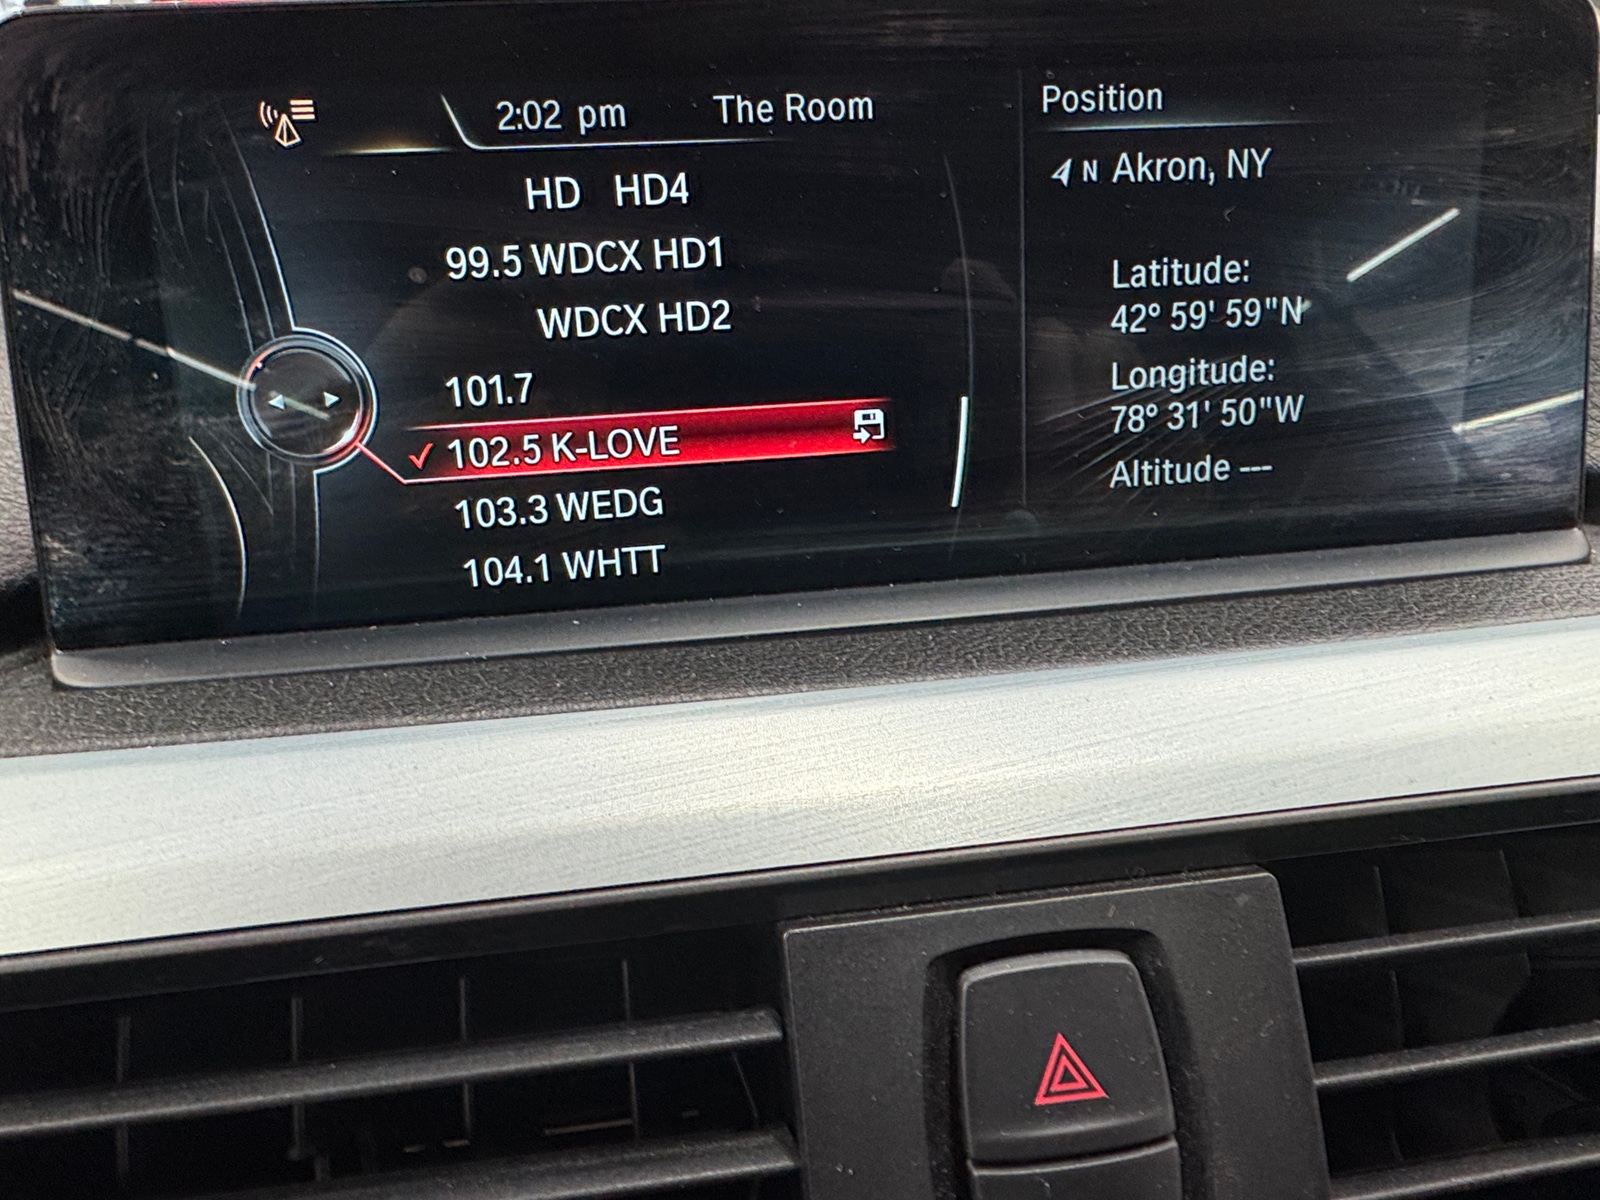 2:02 pm The Room
HD HD4
99.5 WDCX HD1
WDCX HD2
101.7
✓ 102.5 K-LOVE
103.3 WEDG
104.1 WHTT
Position
N Akron, NY
Latitude:
42° 59' 59"N
Longitude:
78° 31' 50"W
Altitude ---